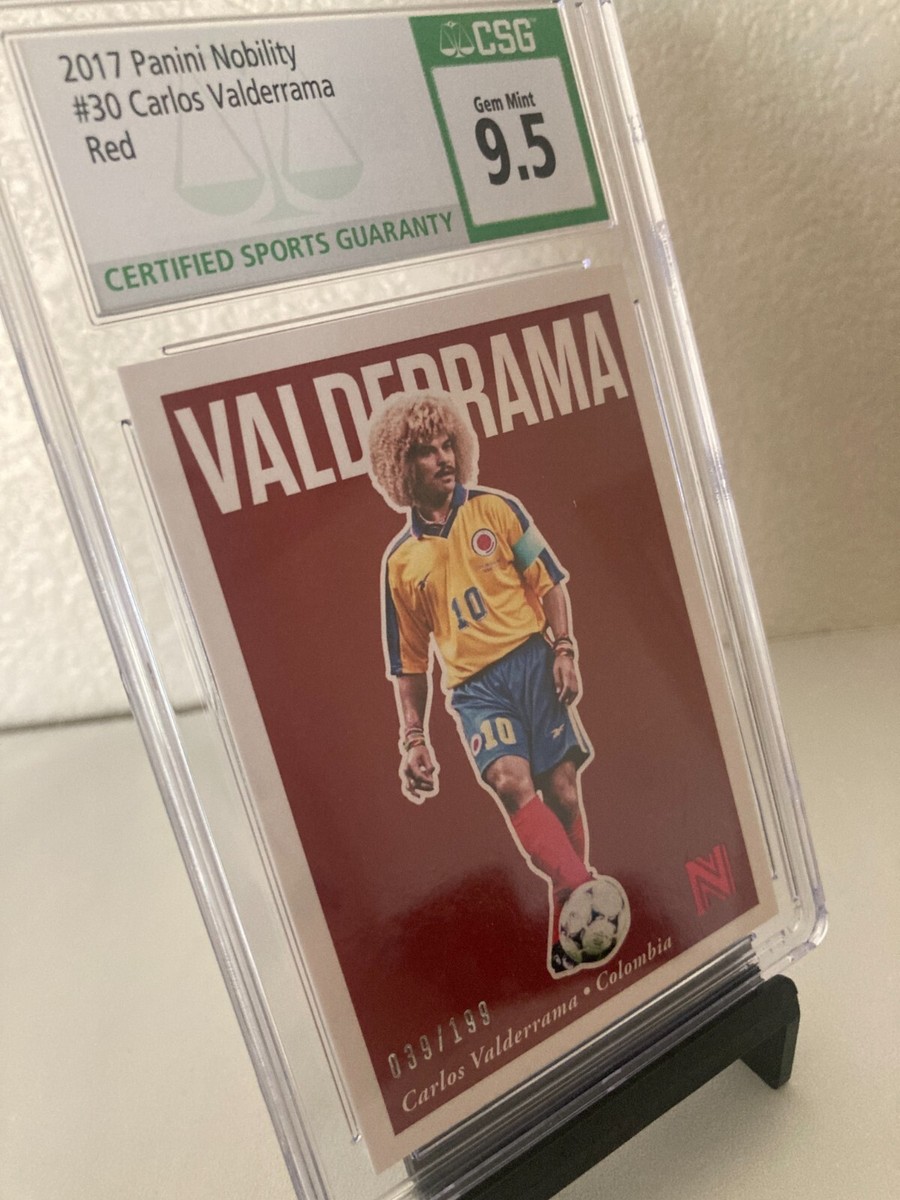 2017 Panini Nobility
#30 Carlos Valderrama
Red
CSG
Gem Mint
9.5
CERTIFIED SPORTS GUARANTY
VALDERRAMA
10
10
N
039/199
Carlos Valderrama • Colombia